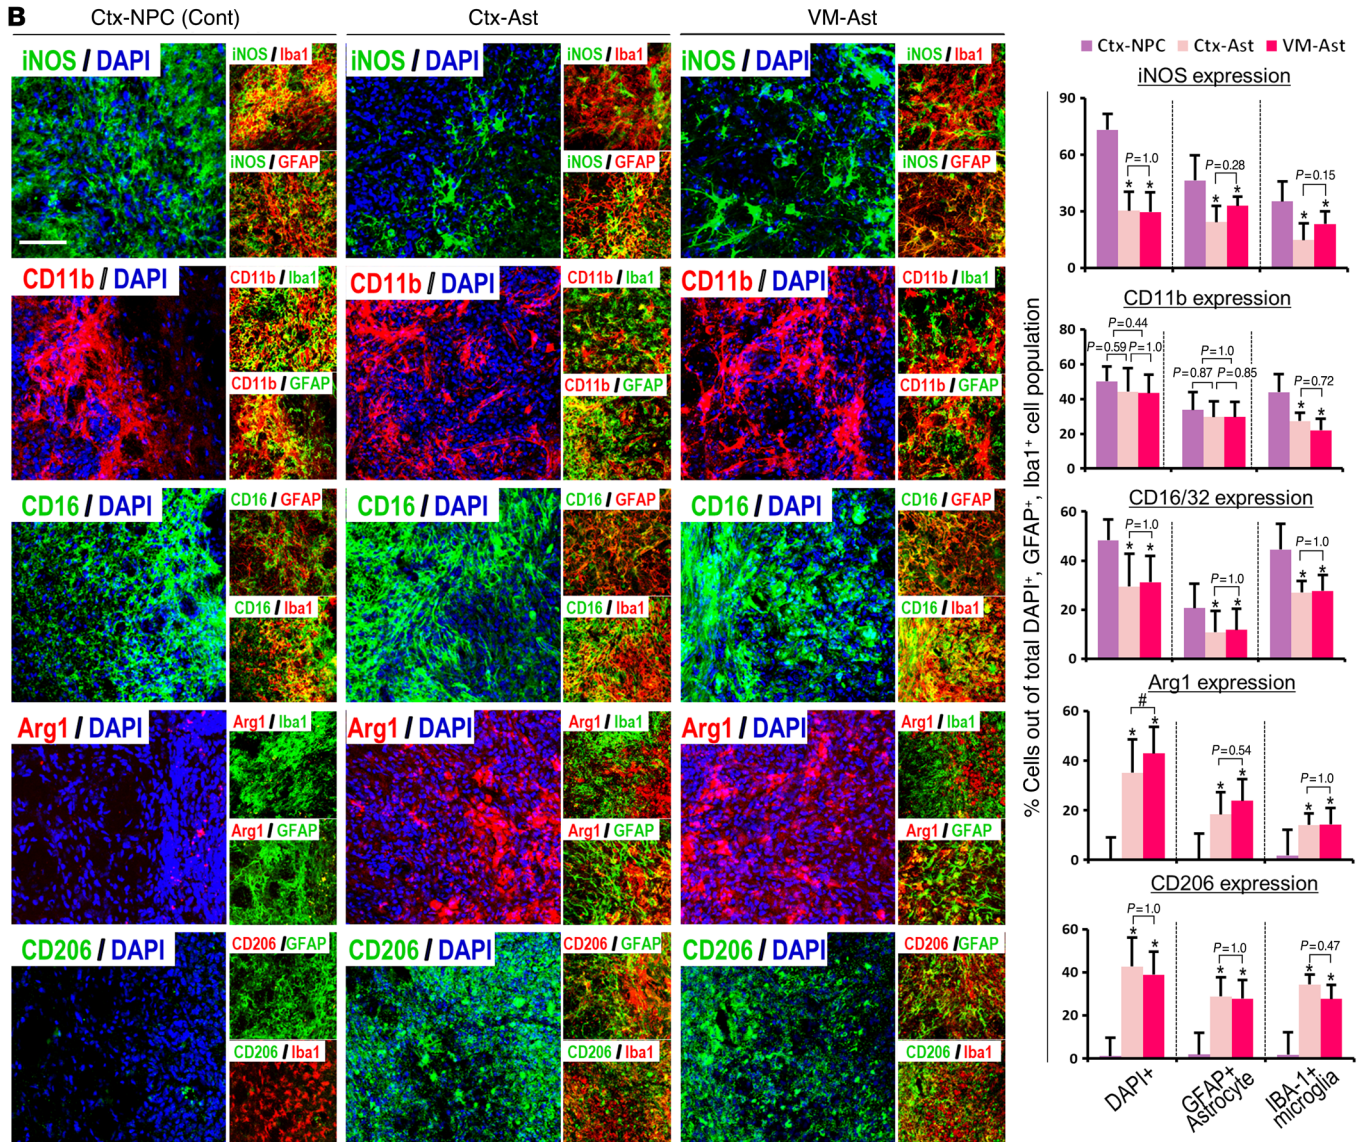 B
Ctx-NPC (Cont)
Ctx-Ast
VM-Ast
iNOS / DAPI
iNOS / Iba1
iNOS / GFAP
iNOS / DAPI
iNOS / Iba1
iNOS / GFAP
iNOS / DAPI
iNOS / Iba1
iNOS / GFAP
CD11b / DAPI
CD11b / Iba1
CD11b / GFAP
CD11b / DAPI
CD11b / Iba1
CD11b / GFAP
CD11b / DAPI
CD11b / Iba1
CD11b / GFAP
CD16 / DAPI
CD16 / GFAP
CD16 / Iba1
CD16 / DAPI
CD16 / GFAP
CD16 / Iba1
CD16 / DAPI
CD16 / GFAP
CD16 / Iba1
Arg1 / DAPI
Arg1 / Iba1
Arg1 / GFAP
Arg1 / DAPI
Arg1 / Iba1
Arg1 / GFAP
Arg1 / DAPI
Arg1 / Iba1
Arg1 / GFAP
CD206 / DAPI
CD206 /GFAP
CD206 / Iba1
CD206 / DAPI
CD206 / GFAP
CD206 / Iba1
CD206 / DAPI
CD206 /GFAP
CD206 / Iba1
Ctx-NPC Ctx-Ast VM-Ast
% Cells out of total DAPI⁺, GFAP⁺, Iba1⁺ cell population
iNOS expression
90
60
30
0
P=1.0
* *
P=0.28
* *
P=0.15
* *
CD11b expression
80
60
40
20
0
P=0.44
P=0.59 P=1.0
P=1.0
P=0.87 P=0.85
P=0.72
* *
CD16/32 expression
60
40
20
0
P=1.0
* *
P=1.0
* *
P=1.0
* *
Arg1 expression
60
40
20
0
#
* *
P=0.54
* *
P=1.0
* *
CD206 expression
60
40
20
0
P=1.0
* *
P=1.0
* *
P=0.47
* *
DAPI+
GFAP+
Astrocyte
IBA-1+
microglia